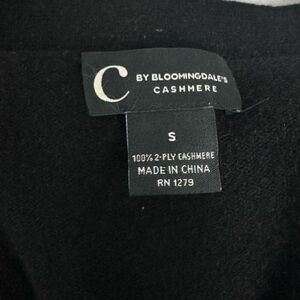 C BY BLOOMINGDALE'S
CASHMERE
S
100% 2-PLY CASHMERE
MADE IN CHINA
RN 1279